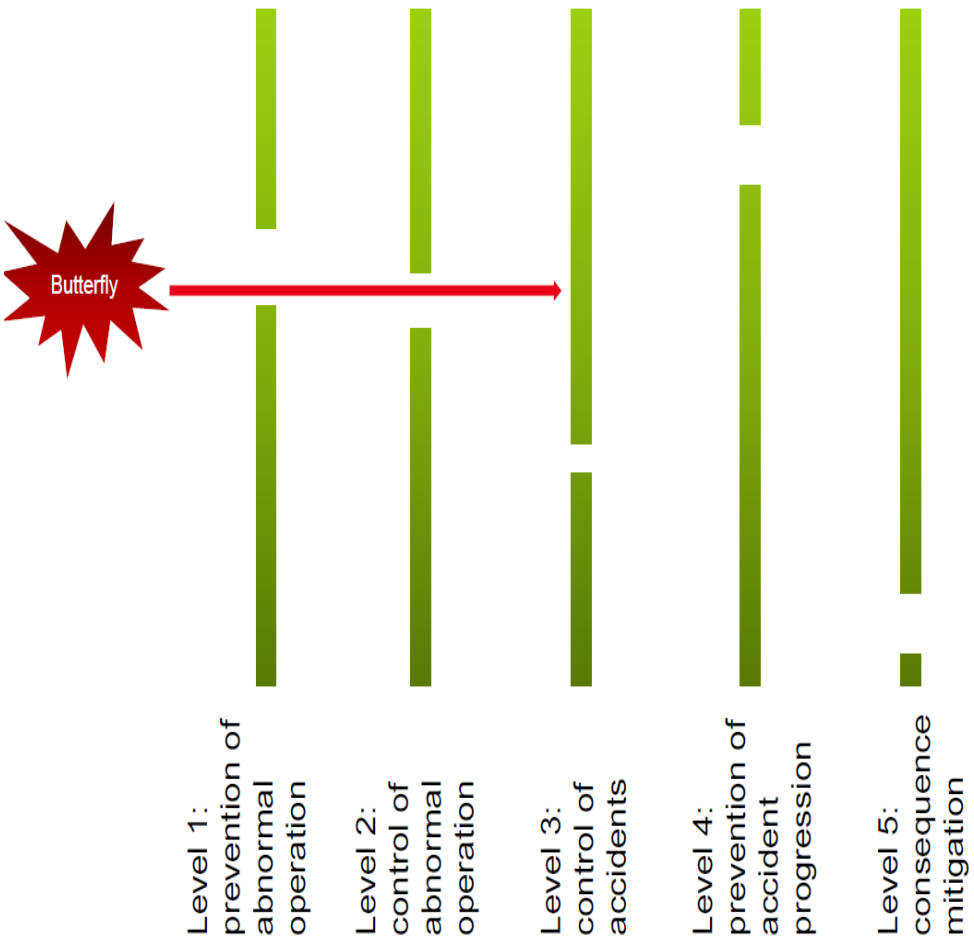 Butterfly
Level 1:
prevention of
abnormal
operation
Level 2:
control of
abnormal
operation
Level 3:
control of
accidents
Level 4:
prevention of
accident
progression
Level 5:
consequence
mitigation